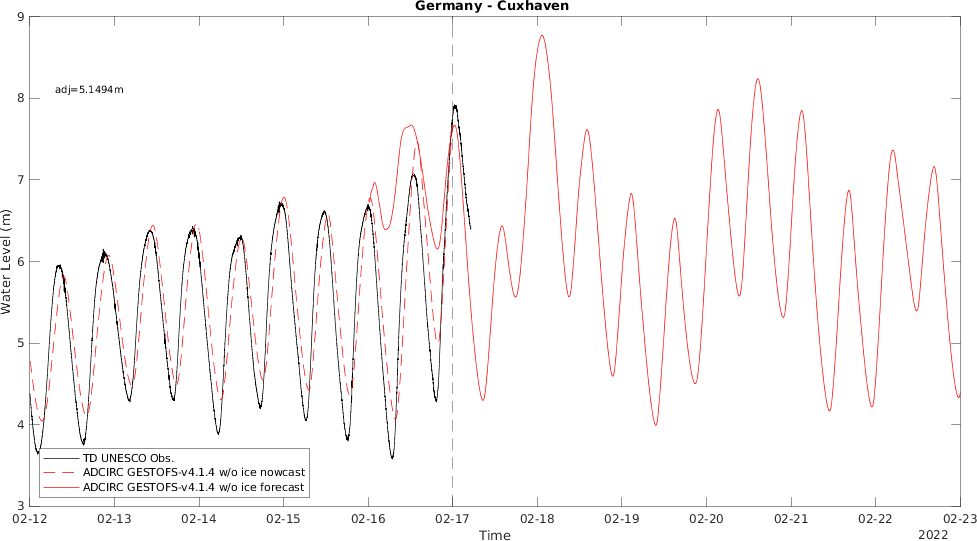 Germany - Cuxhaven
9
8
7
6
5
4
3
Water Level (m)
adj=5.1494m
TD UNESCO Obs.
ADCIRC GESTOFS-v4.1.4 w/o ice nowcast
ADCIRC GESTOFS-v4.1.4 w/o ice forecast
02-12 02-13 02-14 02-15 02-16 02-17 02-18 02-19 02-20 02-21 02-22 02-23
Time
2022